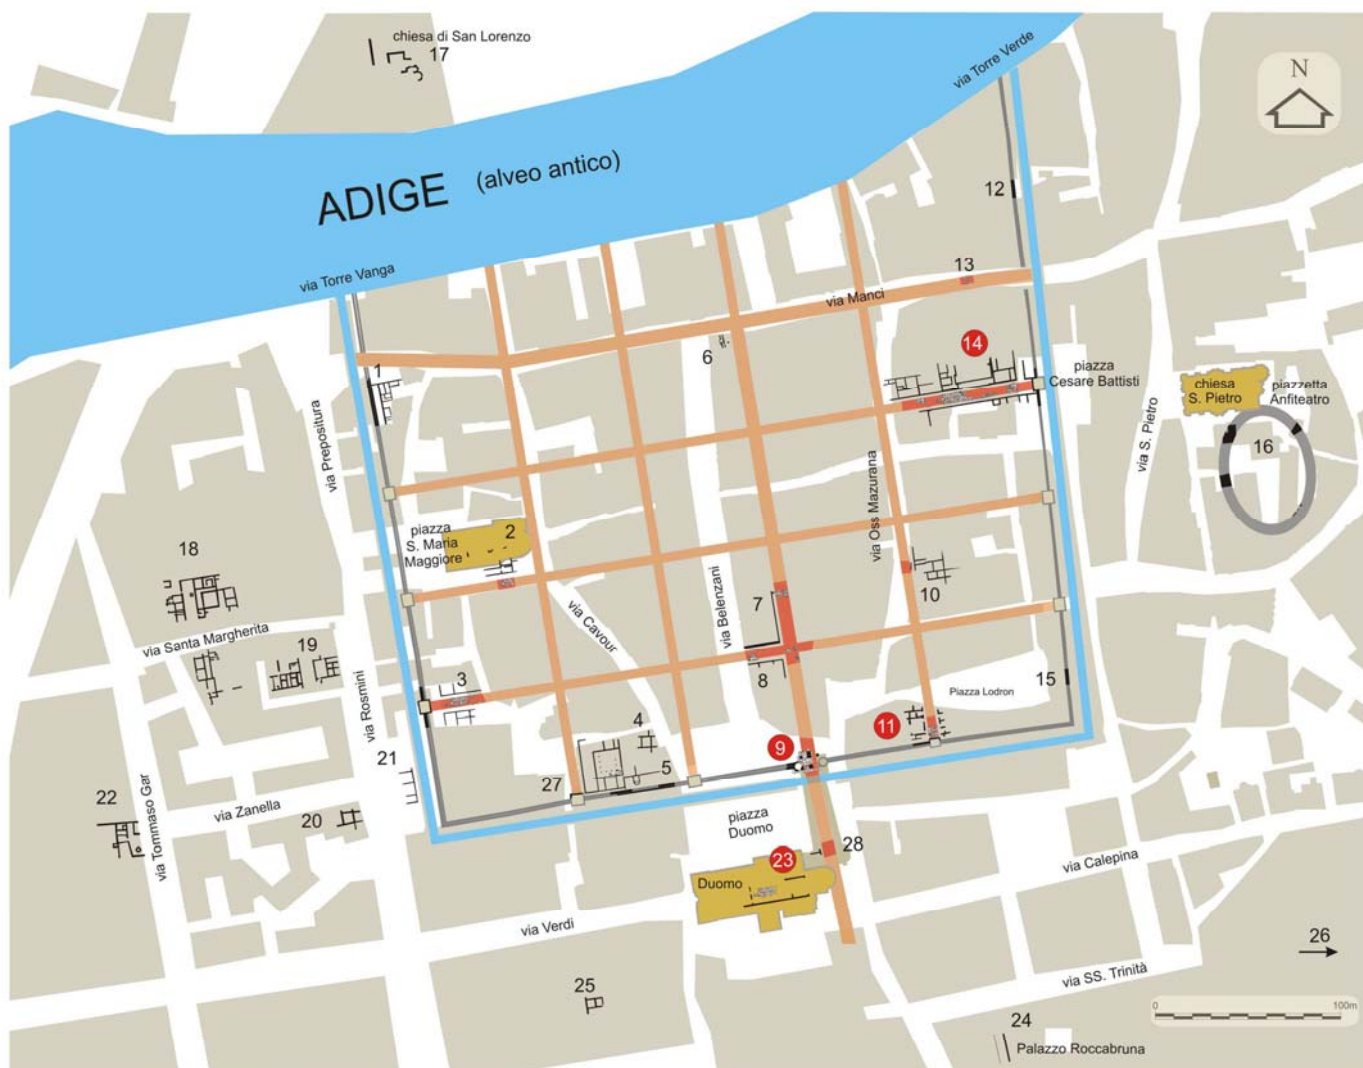 chiesa di San Lorenzo
17
via Torre Verde
N
ADIGE (alveo antico)
12
via Torre Vanga
13
via Manci
6
14
1
piazza
Cesare Battisti
chiesa
S. Pietro
piazzetta
Anfiteatro
via Prepositura
via S. Pietro
16
via Oss Mazurana
piazza
S. Maria
Maggiore
2
18
10
7
via Belenzani
via Cavour
via Santa Margherita
19
3
8
15
Piazza Lodron
via Rosmini
4
11
9
21
5
27
22
via Tommaso Gar
via Zanella
20
piazza
Duomo
28
23
via Calepina
Duomo
via Verdi
26
via SS. Trinità
25
0 100m
24
Palazzo Roccabruna